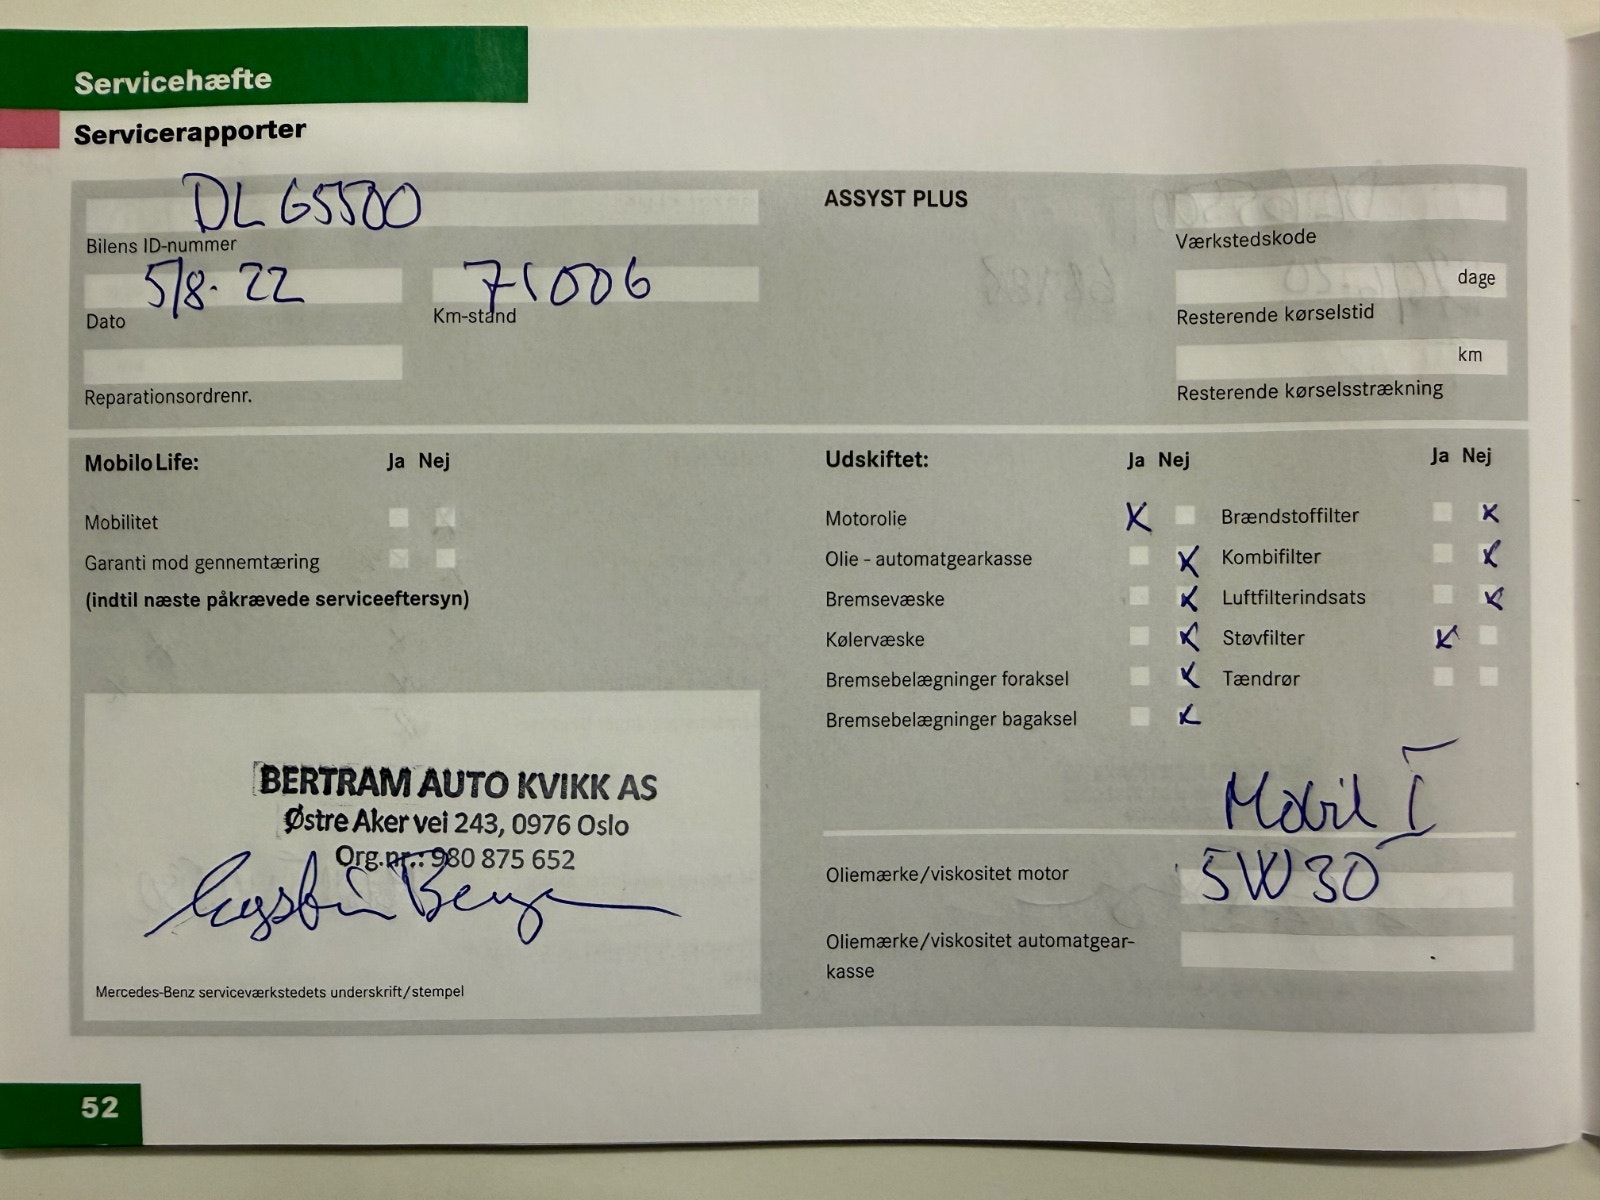 Servicehæfte
Servicerapporter
DL 65500
Bilens ID-nummer
5/8. 22
71006
Dato
Km-stand
Reparationsordrenr.
ASSYST PLUS
Værkstedskode
dage
Resterende kørselstid
km
Resterende kørselsstrækning
Mobilo Life: Ja Nej
Mobilitet
Garanti mod gennemtæring
(indtil næste påkrævede serviceeftersyn)
BERTRAM AUTO KVIKK AS
Østre Aker vei 243, 0976 Oslo
Org.nr.: 980 875 652
Mercedes-Benz serviceværkstedets underskrift/stempel
Udskiftet: Ja Nej Ja Nej
Motorolie X Brændstoffilter X
Olie - automatgearkasse X Kombifilter X
Bremsevæske X Luftfilterindsats X
Kølervæske X Støvfilter X
Bremsebelægninger foraksel X Tændrør
Bremsebelægninger bagaksel X
Mobil I
Oliemærke/viskositet motor 5W30
Oliemærke/viskositet automatgear-
kasse
52